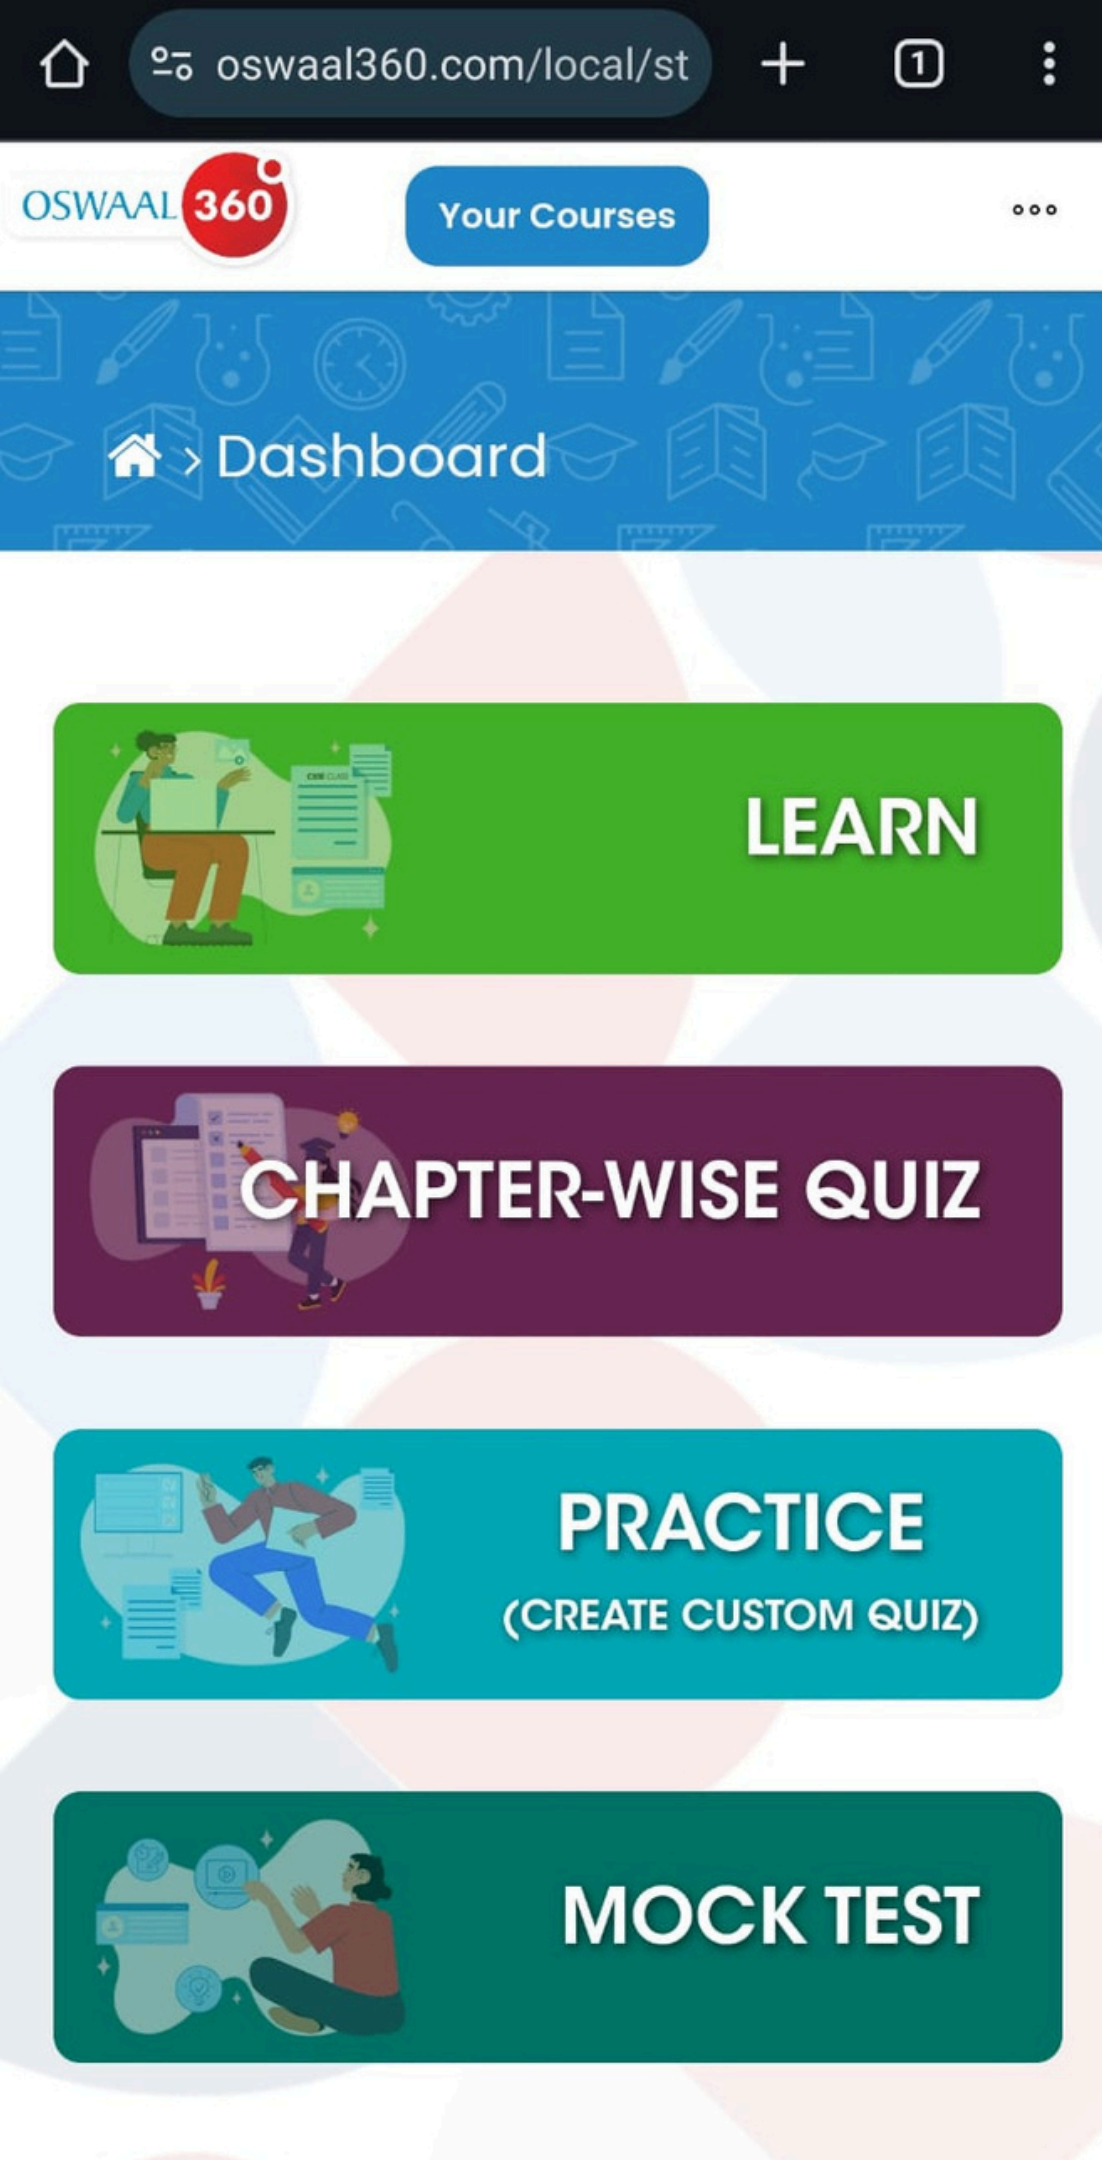 oswaal360.com/local/st
1
OSWAAL 360
Your Courses
Dashboard
LEARN
CHAPTER-WISE QUIZ
PRACTICE
(CREATE CUSTOM QUIZ)
MOCK TEST